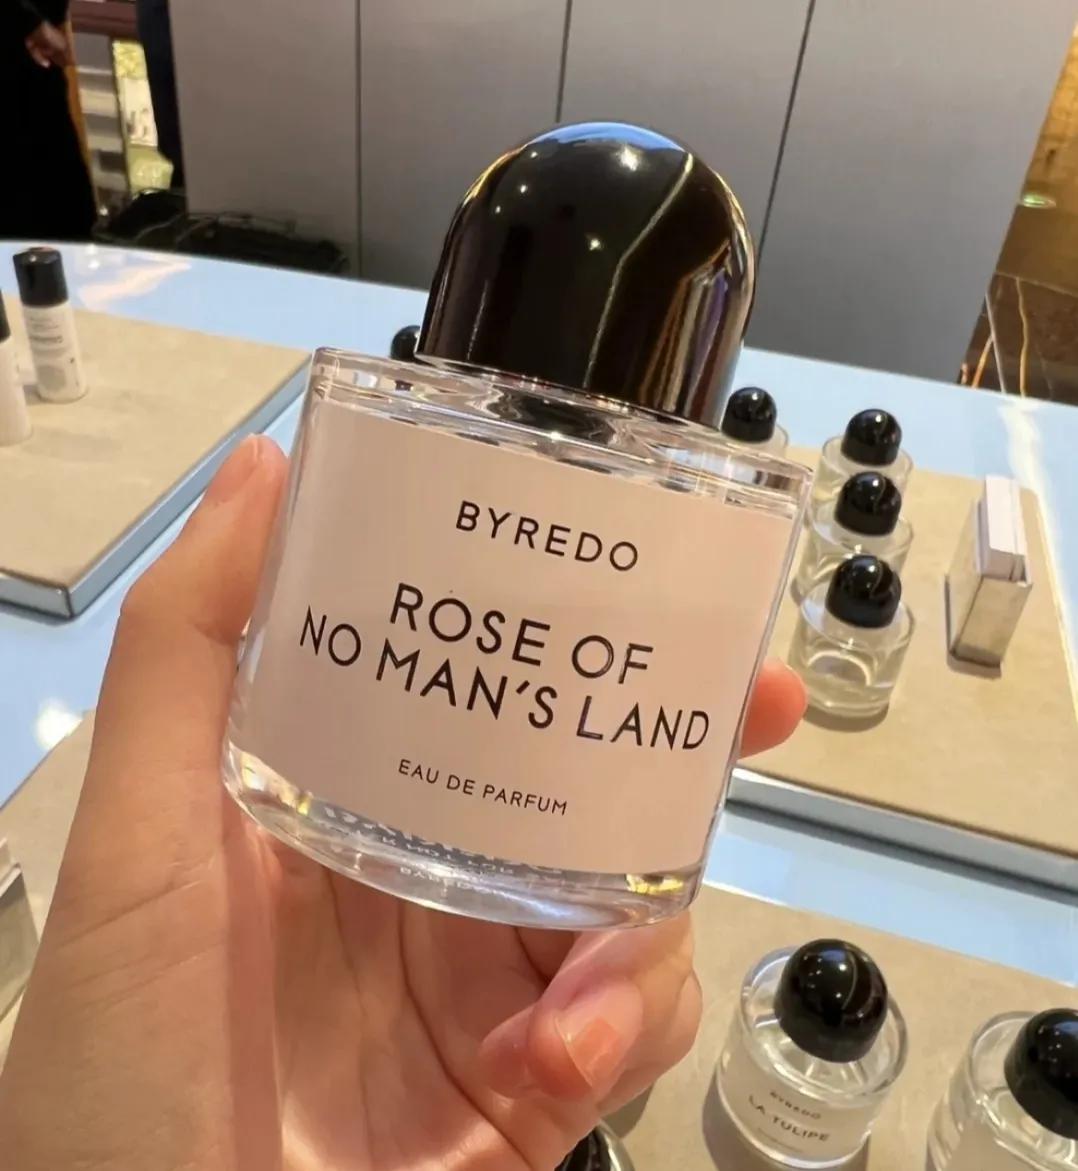 BYREDO
ROSE OF
NO MAN'S LAND
EAU DE PARFUM
BYREDO
LA TULIPE